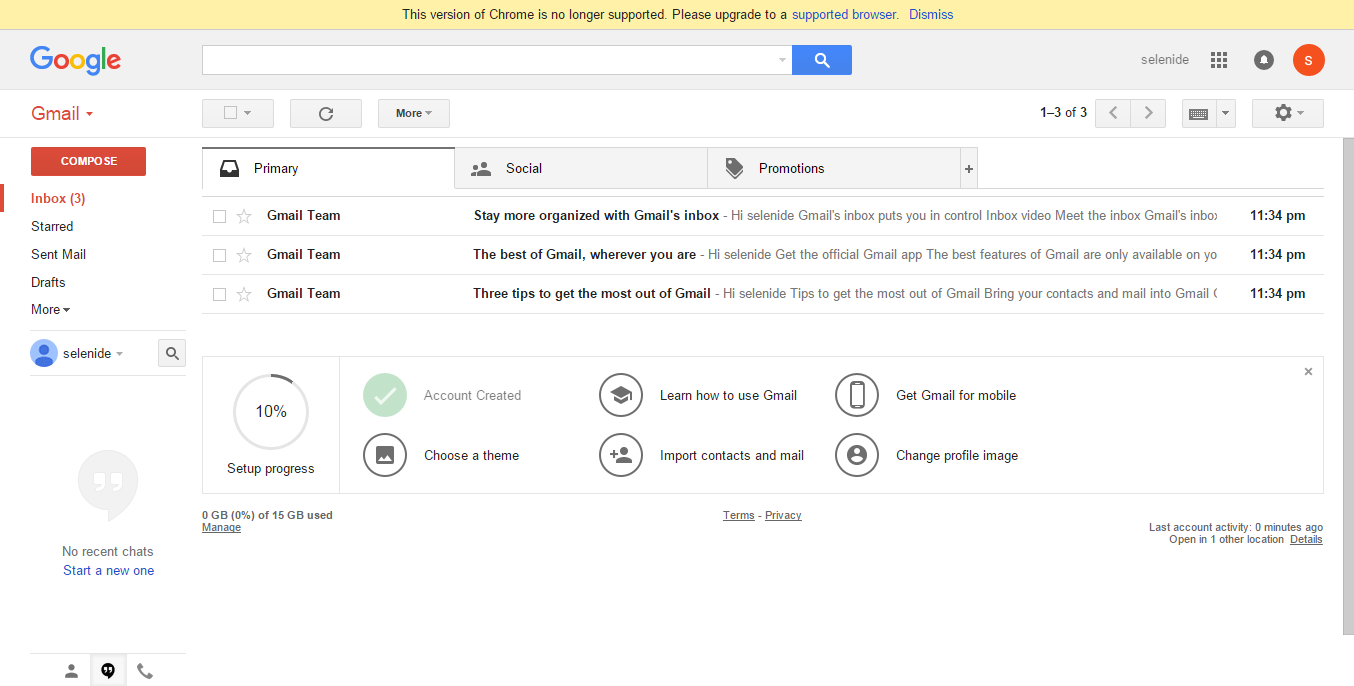 This version of Chrome is no longer supported. Please upgrade to a supported browser. Dismiss
Google
selenide
S
Gmail
More
1–3 of 3
COMPOSE
Inbox (3)
Starred
Sent Mail
Drafts
More
selenide
No recent chats
Start a new one
Primary
Social
Promotions
+
Gmail Team Stay more organized with Gmail's inbox - Hi selenide Gmail's inbox puts you in control Inbox video Meet the inbox Gmail's inbox 11:34 pm
Gmail Team The best of Gmail, wherever you are - Hi selenide Get the official Gmail app The best features of Gmail are only available on yo 11:34 pm
Gmail Team Three tips to get the most out of Gmail - Hi selenide Tips to get the most out of Gmail Bring your contacts and mail into Gmail 11:34 pm
10%
Setup progress
Account Created
Learn how to use Gmail
Get Gmail for mobile
Choose a theme
Import contacts and mail
Change profile image
0 GB (0%) of 15 GB used
Manage
Terms - Privacy
Last account activity: 0 minutes ago
Open in 1 other location Details